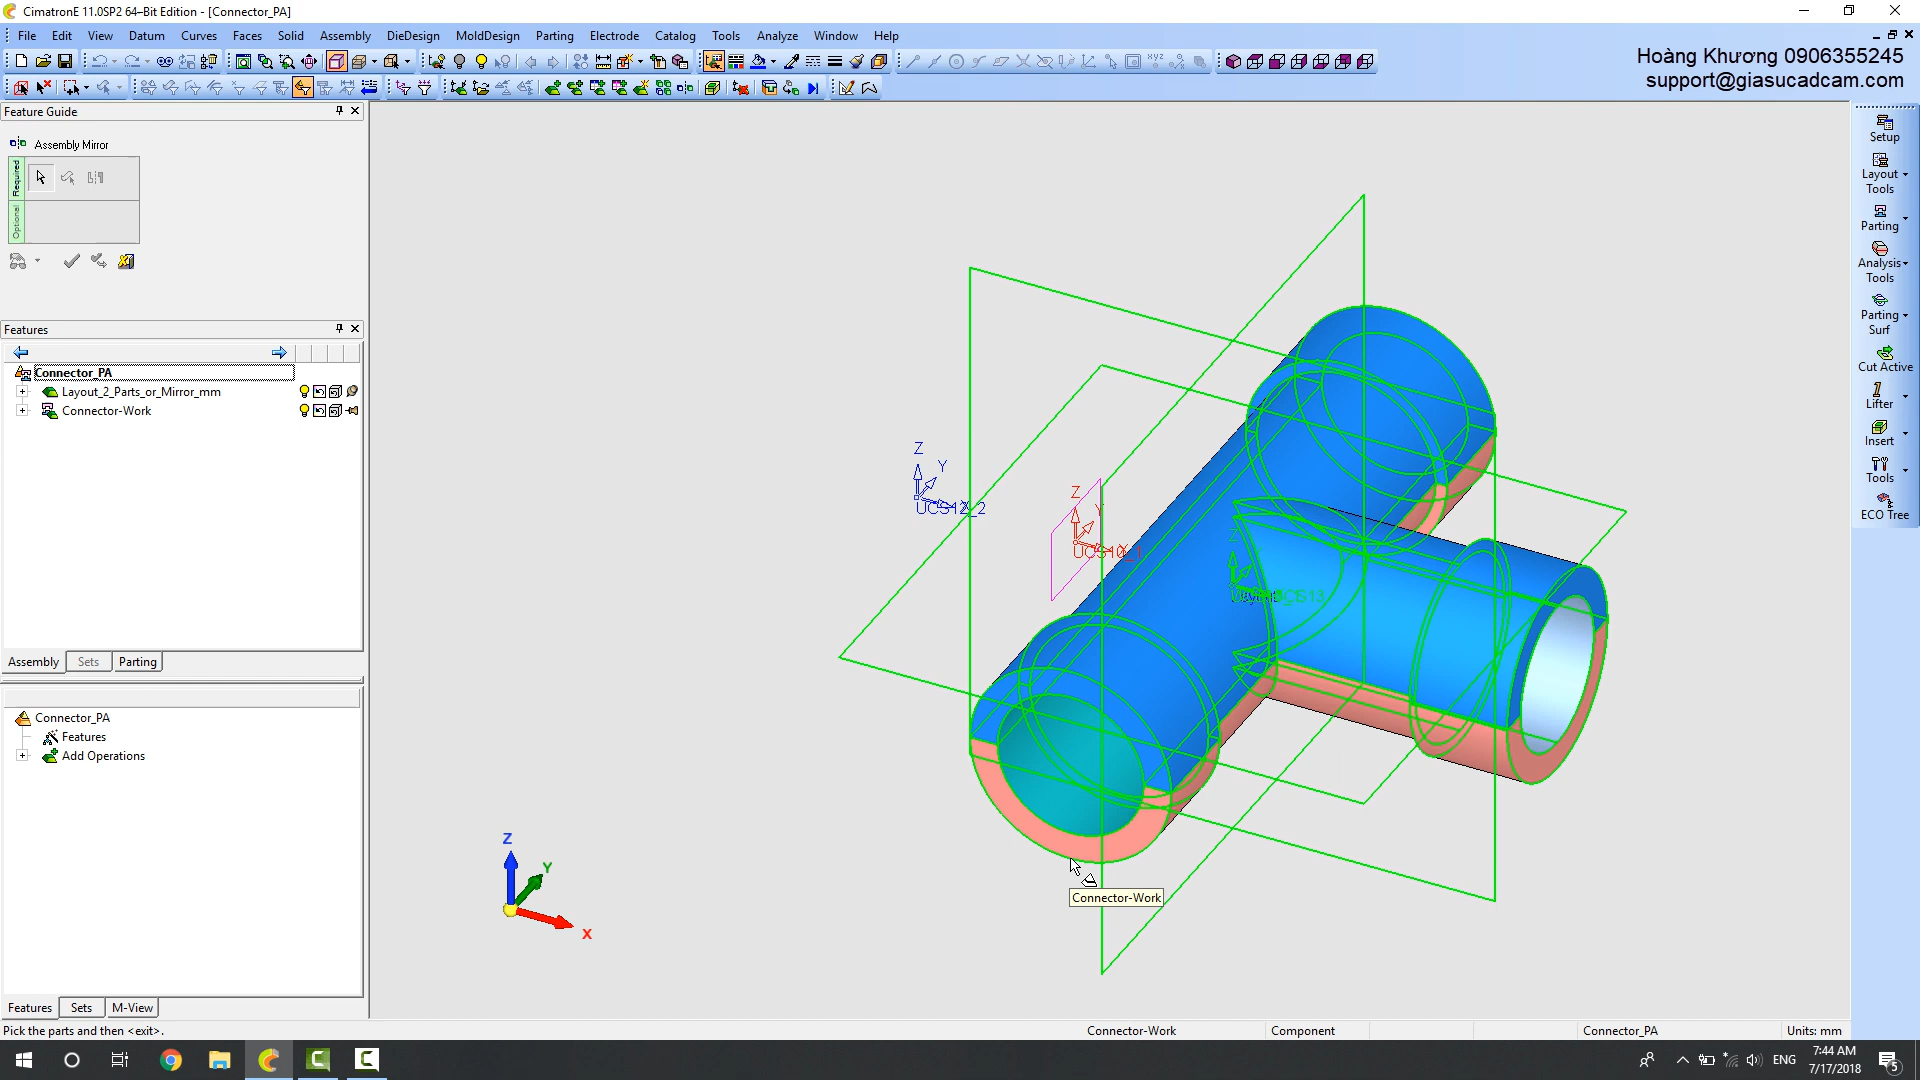 CimatronE 11.0SP2 64–Bit Edition - [Connector_PA]
File Edit View Datum Curves Faces Solid Assembly DieDesign MoldDesign Parting Electrode Catalog Tools Analyze Window Help
Hoàng Khương 0906355245
support@giasucadcam.com
Feature Guide
Assembly Mirror
Required
Optional
Features
Connector_PA
Layout_2_Parts_or_Mirror_mm
Connector-Work
Assembly Sets Parting
Connector_PA
Features
Add Operations
Features Sets M-View
Pick the parts and then <exit>.
Connector-Work
Component
Connector_PA
Units: mm
Z
Y
X
Z
Y
UCS12_2
Z
Y
X
UCS10_1
Connector-Work
Setup
Layout
Tools
Parting
Analysis
Tools
Parting
Surf
Cut Active
Lifter
Insert
Tools
ECO Tree
ENG
7:44 AM
7/17/2018
5